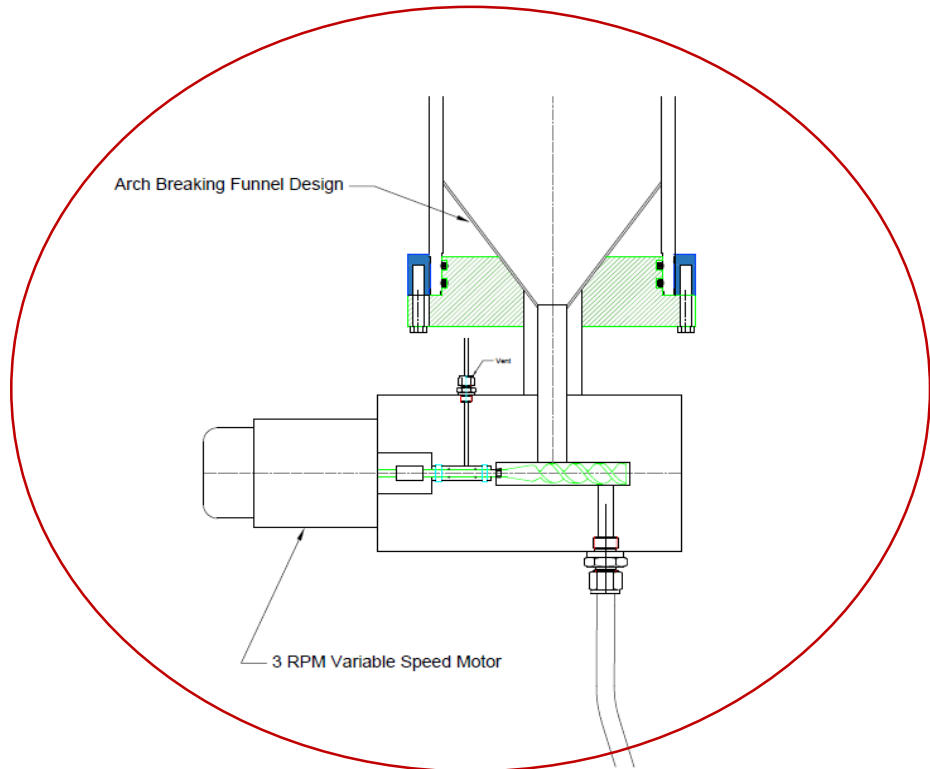 Arch Breaking Funnel Design
Vent
3 RPM Variable Speed Motor